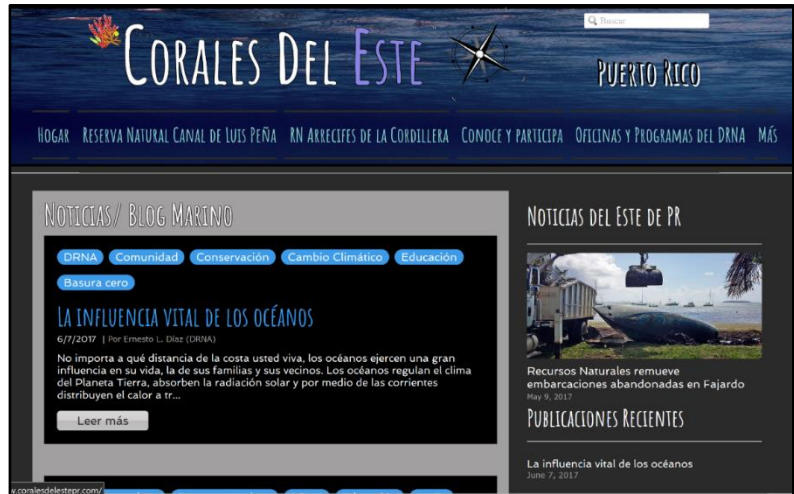 Buscar
CORALES DEL ESTE
PUERTO RICO
HOGAR RESERVA NATURAL CANAL DE LUIS PEÑA RN ARRECIFES DE LA CORDILLERA CONOCE Y PARTICIPA OFICINAS Y PROGRAMAS DEL DRNA MÁS
NOTICIAS/ BLOG MARINO
DRNA Comunidad Conservación Cambio Climático Educación
Basura cero
LA INFLUENCIA VITAL DE LOS OCÉANOS
6/7/2017 | Por Ernesto L. Díaz (DRNA)
No importa a qué distancia de la costa usted viva, los océanos ejercen una gran
influencia en su vida, la de sus familias y sus vecinos. Los océanos regulan el clima
del Planeta Tierra, absorben la radiación solar y por medio de las corrientes
distribuyen el calor a tr...
Leer más
NOTICIAS DEL ESTE DE PR
Recursos Naturales remueve
embarcaciones abandonadas en Fajardo
May 9, 2017
PUBLICACIONES RECIENTES
La influencia vital de los océanos
June 7, 2017
w.coralesdelestepr.com/